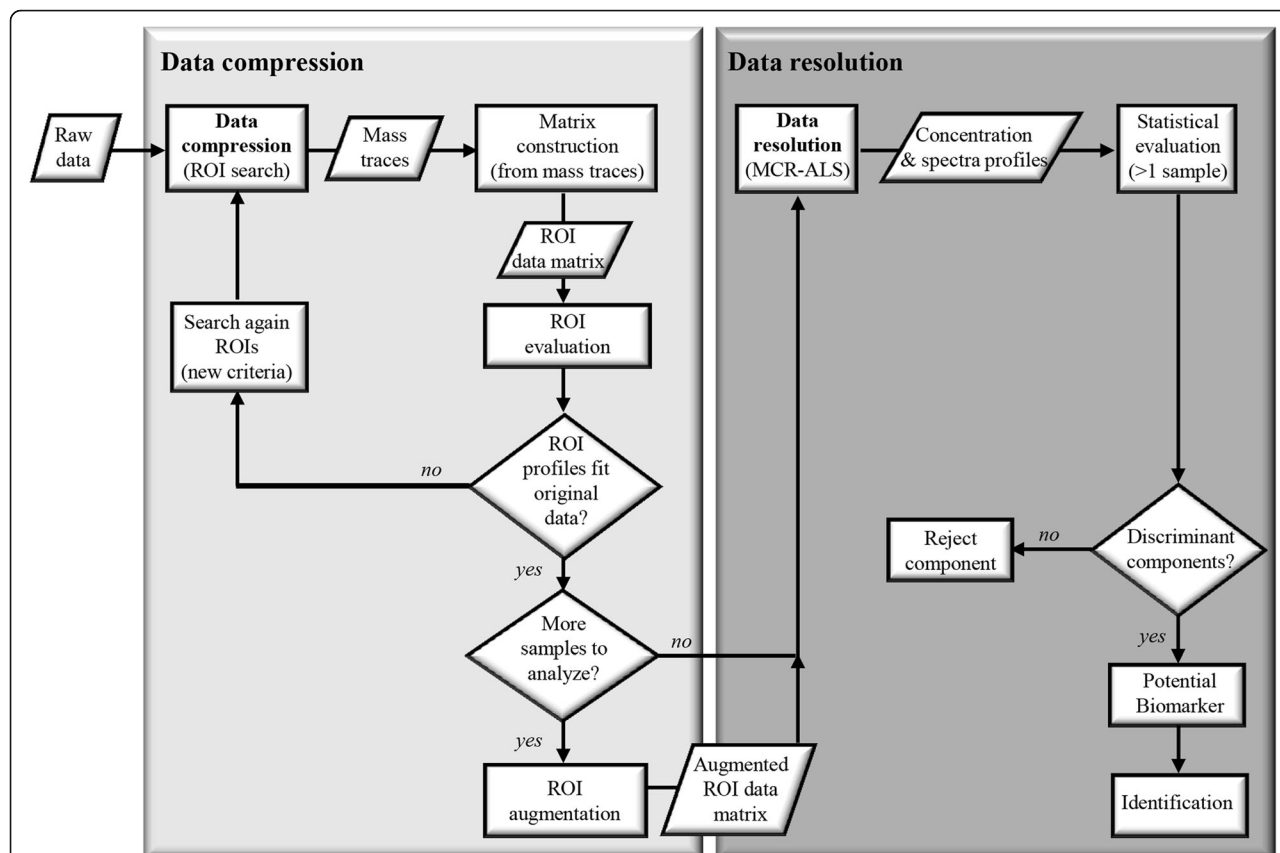 Data compression
Raw
data
Data
compression
(ROI search)
Mass
traces
Matrix
construction
(from mass traces)
ROI
data matrix
ROI
evaluation
Search again
ROIs
(new criteria)
ROI
profiles fit
original
data?
no
yes
More
samples to
analyze?
no
yes
ROI
augmentation
Augmented
ROI data
matrix
Data resolution
Data
resolution
(MCR-ALS)
Concentration
& spectra profiles
Statistical
evaluation
(>1 sample)
Discriminant
components?
no
Reject
component
yes
Potential
Biomarker
Identification